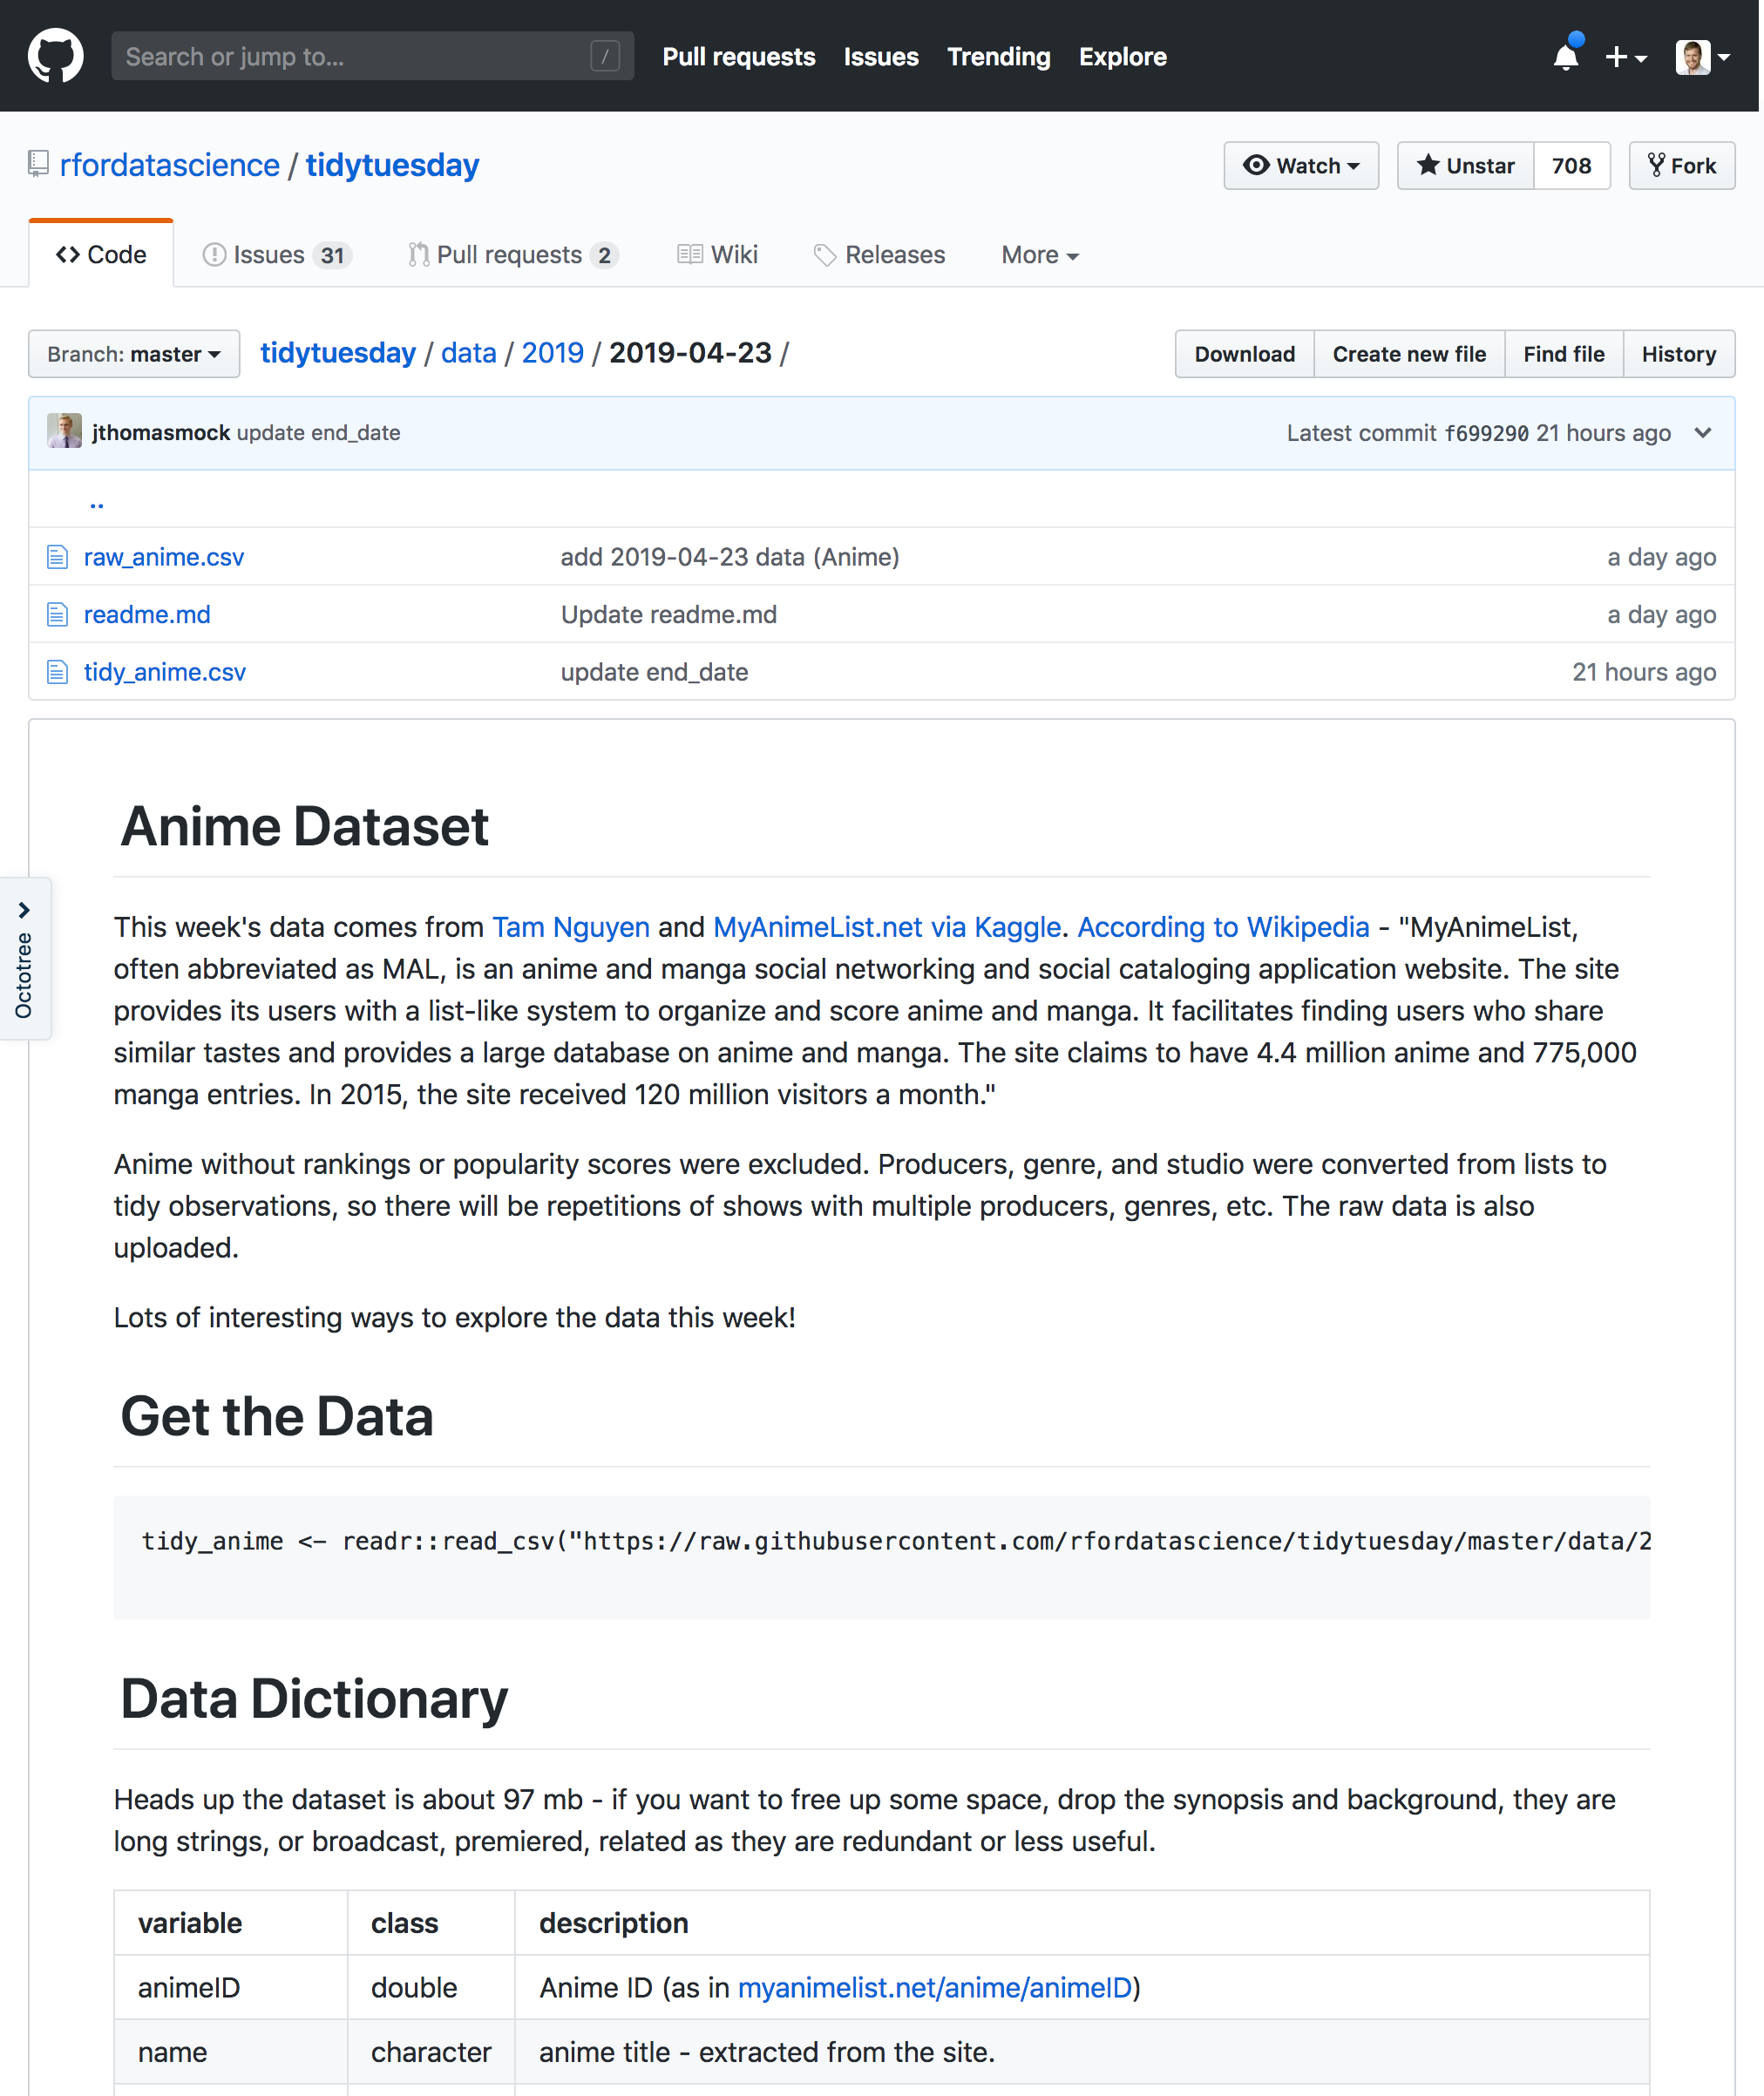 Search or jump to... /
Pull requests Issues Trending Explore
rfordatascience / tidytuesday
Watch Unstar 708 Fork
Code Issues 31 Pull requests 2 Wiki Releases More
Branch: master tidytuesday / data / 2019 / 2019-04-23 /
Download Create new file Find file History
jthomasmock update end_date Latest commit f699290 21 hours ago
..
raw_anime.csv add 2019-04-23 data (Anime) a day ago
readme.md Update readme.md a day ago
tidy_anime.csv update end_date 21 hours ago
Octotree
Anime Dataset
This week's data comes from Tam Nguyen and MyAnimeList.net via Kaggle. According to Wikipedia - "MyAnimeList,
often abbreviated as MAL, is an anime and manga social networking and social cataloging application website. The site
provides its users with a list-like system to organize and score anime and manga. It facilitates finding users who share
similar tastes and provides a large database on anime and manga. The site claims to have 4.4 million anime and 775,000
manga entries. In 2015, the site received 120 million visitors a month."
Anime without rankings or popularity scores were excluded. Producers, genre, and studio were converted from lists to
tidy observations, so there will be repetitions of shows with multiple producers, genres, etc. The raw data is also
uploaded.
Lots of interesting ways to explore the data this week!
Get the Data
tidy_anime <- readr::read_csv("https://raw.githubusercontent.com/rfordatascience/tidytuesday/master/data/2
Data Dictionary
Heads up the dataset is about 97 mb - if you want to free up some space, drop the synopsis and background, they are
long strings, or broadcast, premiered, related as they are redundant or less useful.
variable class description
animeID double Anime ID (as in myanimelist.net/anime/animeID)
name character anime title - extracted from the site.